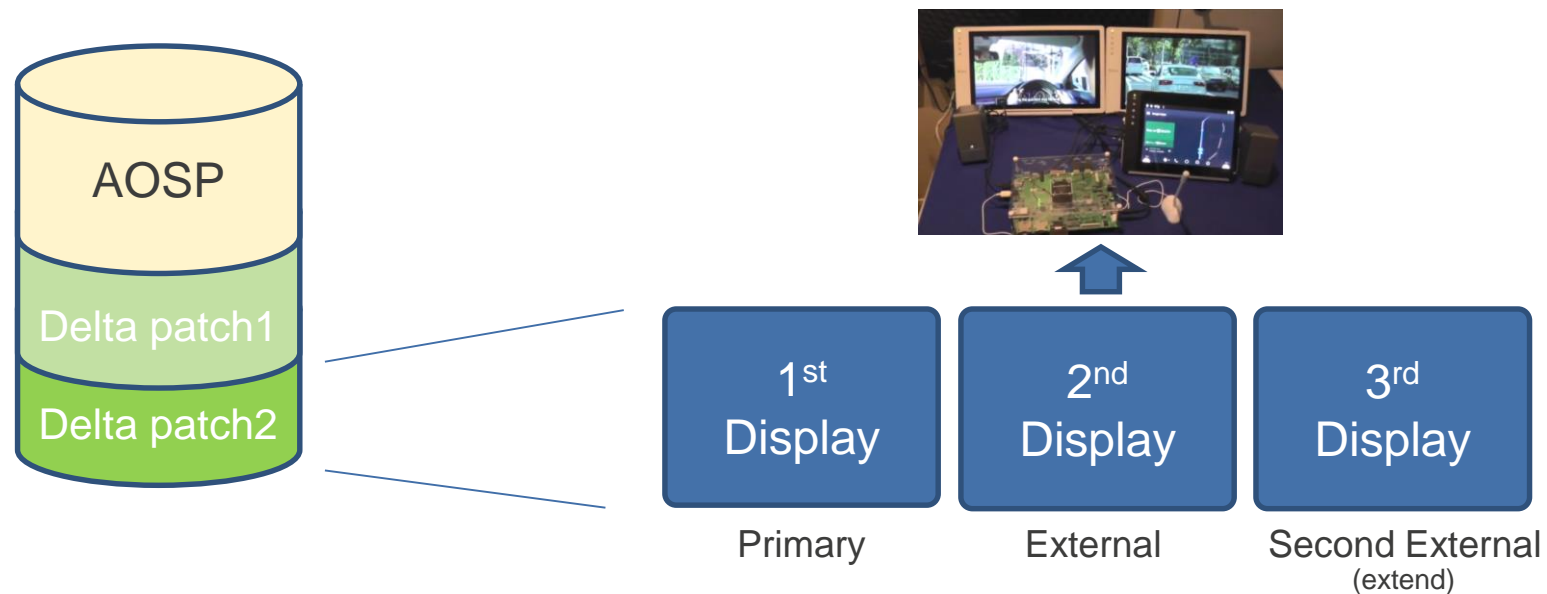 AOSP
Delta patch1
Delta patch2
1st
Display
2nd
Display
3rd
Display
Primary
External
Second External
(extend)